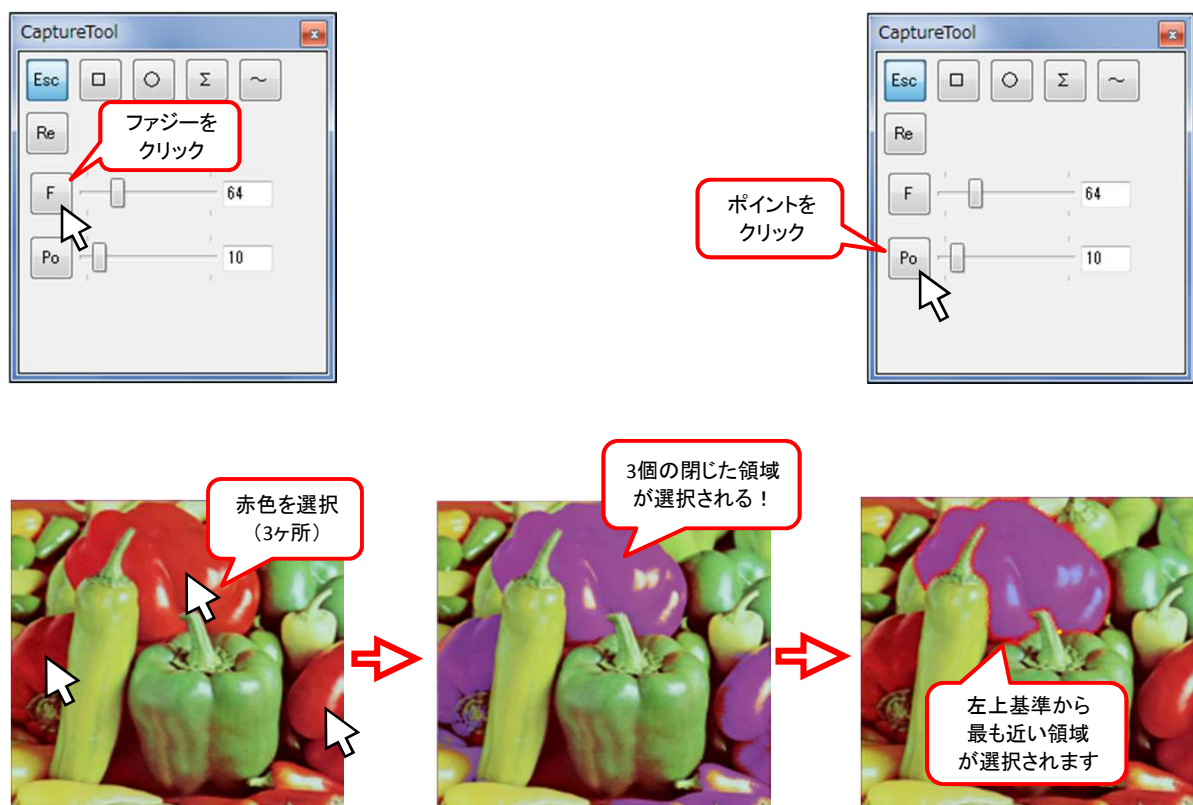 CaptureTool
x
Esc □ ○ Σ ～
Re
ファジーを
クリック
F 64
Po 10
CaptureTool
x
Esc □ ○ Σ ～
Re
F 64
ポイントを
クリック
Po 10
赤色を選択
（3ヶ所）
3個の閉じた領域
が選択される！
左上基準から
最も近い領域
が選択されます